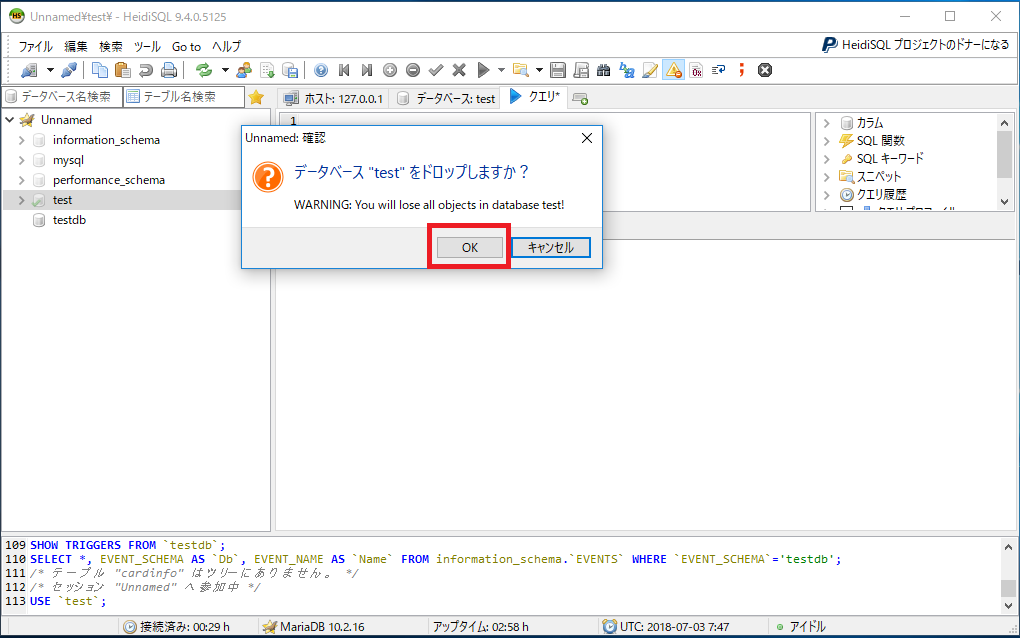 Unnamed¥test¥ - HeidiSQL 9.4.0.5125
ファイル 編集 検索 ツール Go to ヘルプ
HeidiSQL プロジェクトのドナーになる
データベース名検索 テーブル名検索
ホスト: 127.0.0.1 データベース: test クエリ*
Unnamed
information_schema
mysql
performance_schema
test
testdb
1
Unnamed: 確認
データベース "test" をドロップしますか？
WARNING: You will lose all objects in database test!
OK キャンセル
カラム
SQL 関数
SQL キーワード
スニペット
クエリ履歴
109 SHOW TRIGGERS FROM `testdb`;
110 SELECT *, EVENT_SCHEMA AS `Db`, EVENT_NAME AS `Name` FROM information_schema.`EVENTS` WHERE `EVENT_SCHEMA`='testdb';
111 /* テーブル "cardinfo" はツリーにありません。 */
112 /* セッション "Unnamed" へ参加中 */
113 USE `test`;
接続済み: 00:29 h MariaDB 10.2.16 アップタイム: 02:58 h UTC: 2018-07-03 7:47 アイドル